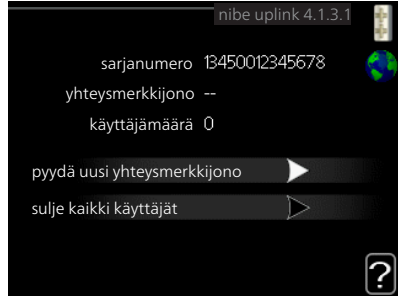 nibe uplink 4.1.3.1
sarjanumero 13450012345678
yhteysmerkkijono --
käyttäjämäärä 0
pyydä uusi yhteysmerkkijono
sulje kaikki käyttäjät
?